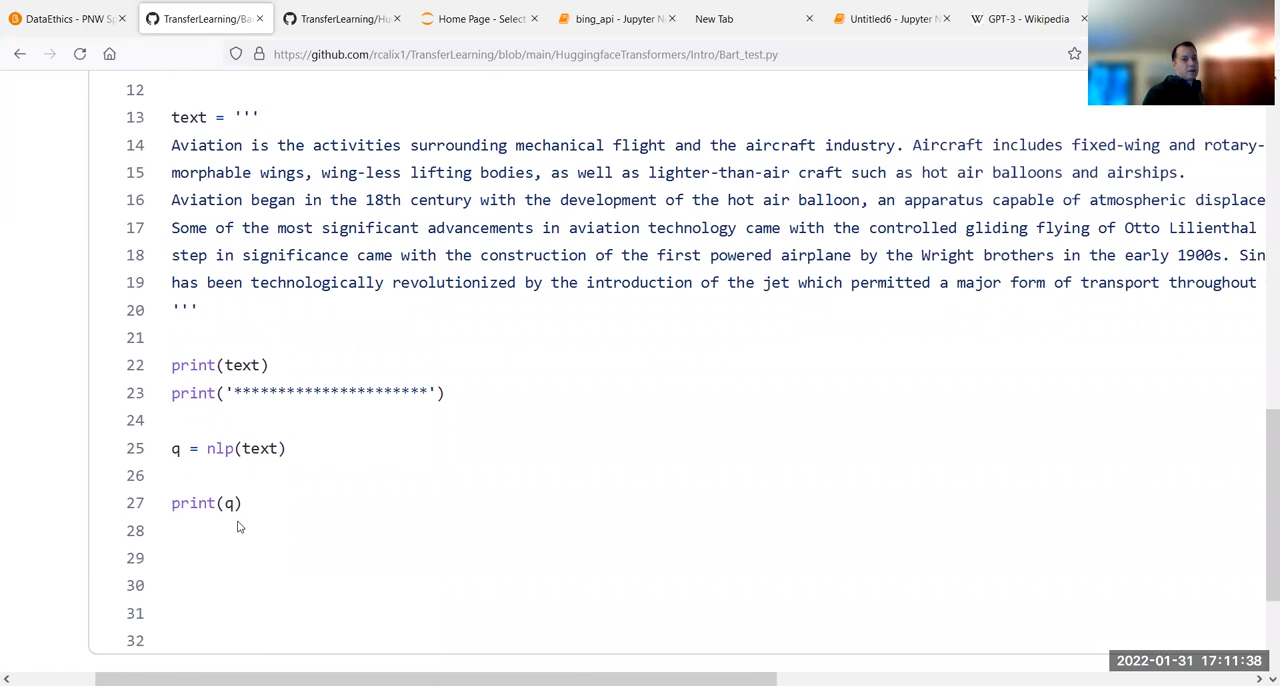 DataEthics - PNW S
TransferLearning/Ba
TransferLearning/Hu
Home Page - Select
bing_api - Jupyter N
New Tab
Untitled6 - Jupyter N
GPT-3 - Wikipedia
https://github.com/rcalix1/TransferLearning/blob/main/HuggingfaceTransformers/Intro/Bart_test.py
12
13 text = '''
14 Aviation is the activities surrounding mechanical flight and the aircraft industry. Aircraft includes fixed-wing and rotary-
15 morphable wings, wing-less lifting bodies, as well as lighter-than-air craft such as hot air balloons and airships.
16 Aviation began in the 18th century with the development of the hot air balloon, an apparatus capable of atmospheric displace
17 Some of the most significant advancements in aviation technology came with the controlled gliding flying of Otto Lilienthal
18 step in significance came with the construction of the first powered airplane by the Wright brothers in the early 1900s. Sin
19 has been technologically revolutionized by the introduction of the jet which permitted a major form of transport throughout
20 '''
21
22 print(text)
23 print('**********************')
24
25 q = nlp(text)
26
27 print(q)
28
29
30
31
32
2022-01-31 17:11:38